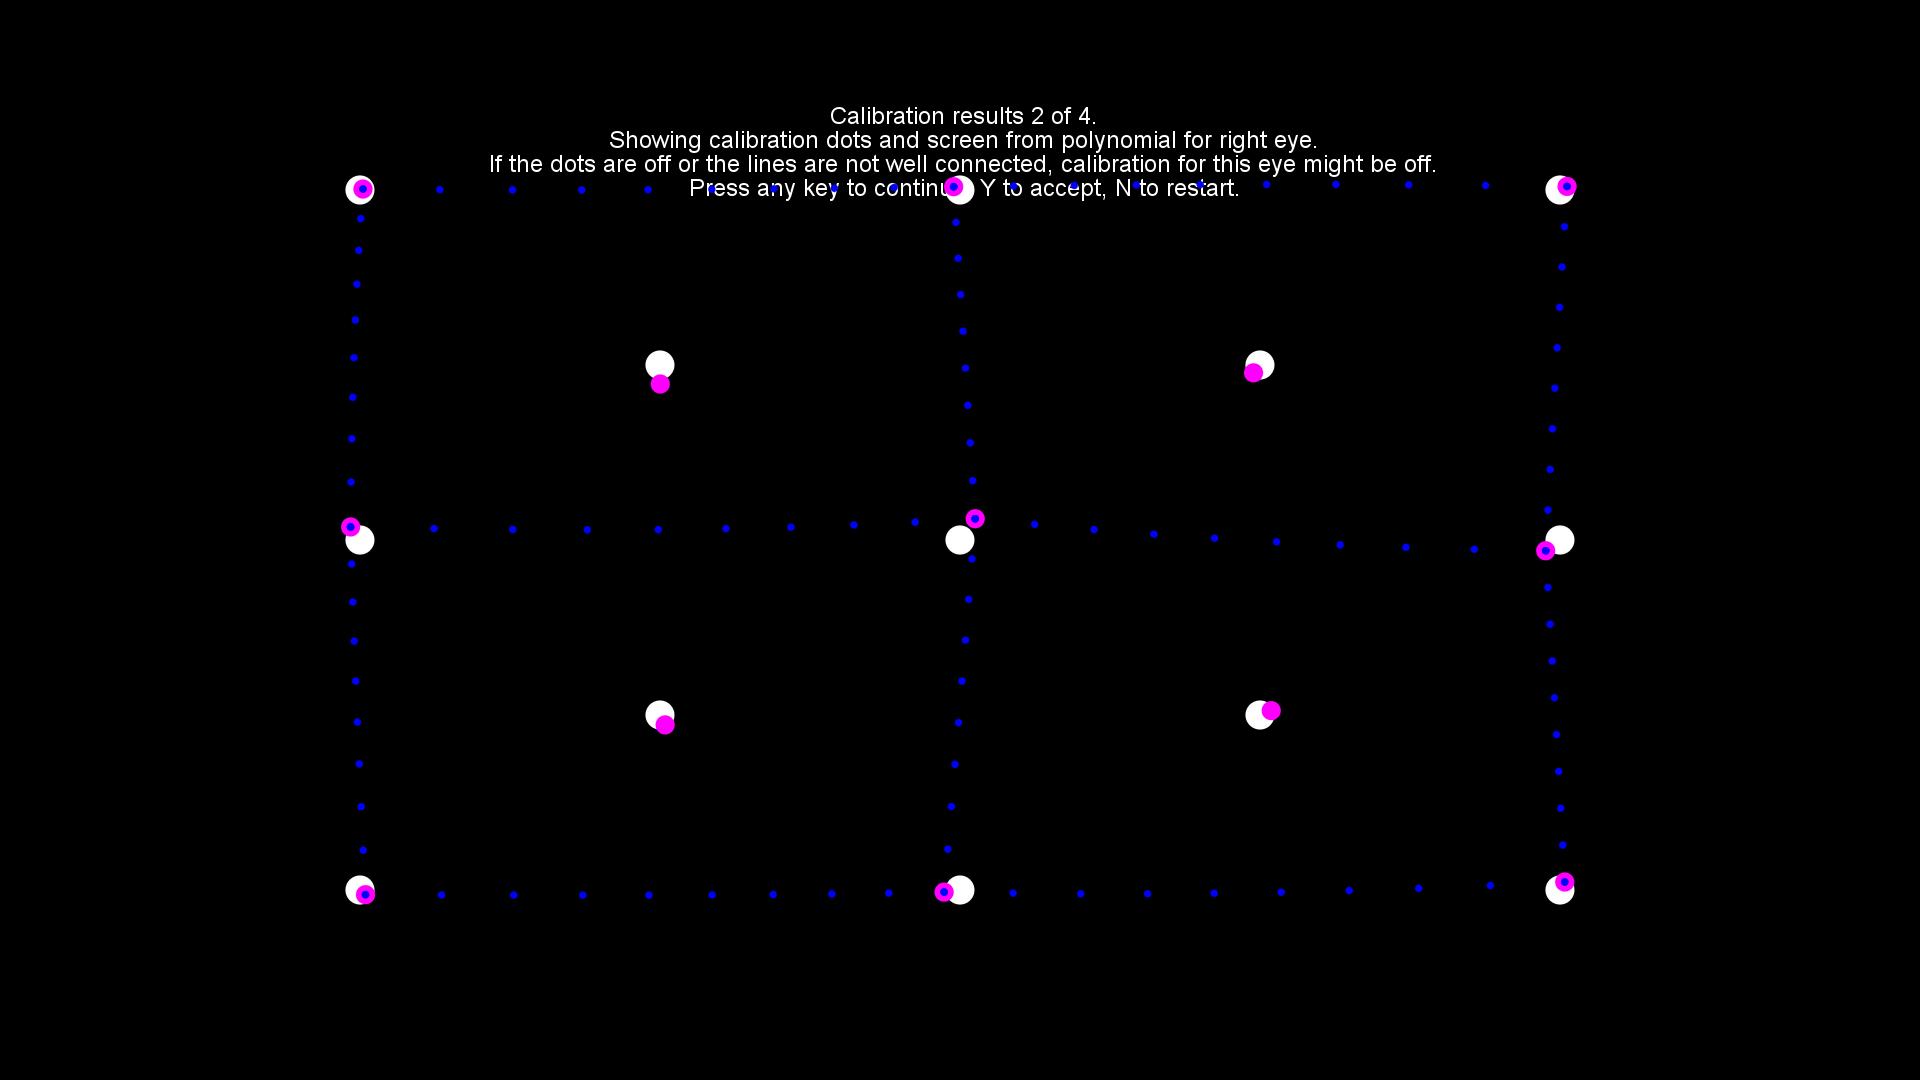 Calibration results 2 of 4.
Showing calibration dots and screen from polynomial for right eye.
If the dots are off or the lines are not well connected, calibration for this eye might be off.
Press any key to continu Y to accept, N to restart.